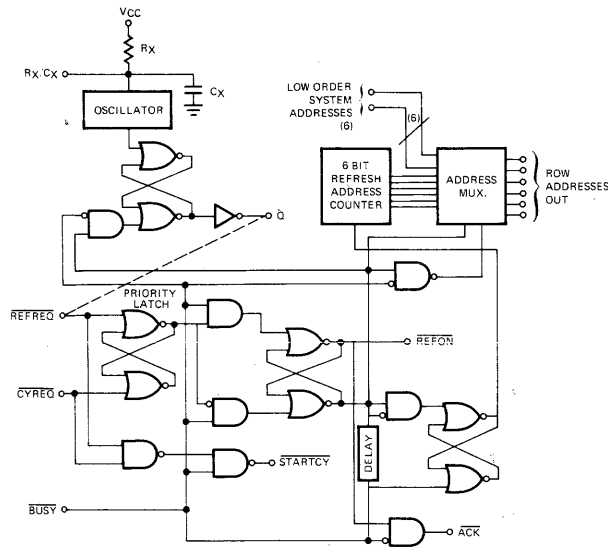 VCC
RX
RX/CX
CX
OSCILLATOR
Q
LOW ORDER
SYSTEM
ADDRESSES
(6)
(6)
6 BIT
REFRESH
ADDRESS
COUNTER
ADDRESS
MUX.
ROW
ADDRESSES
OUT
PRIORITY
LATCH
REFREQ
REFON
CYREQ
STARTCY
DELAY
BUSY
ACK